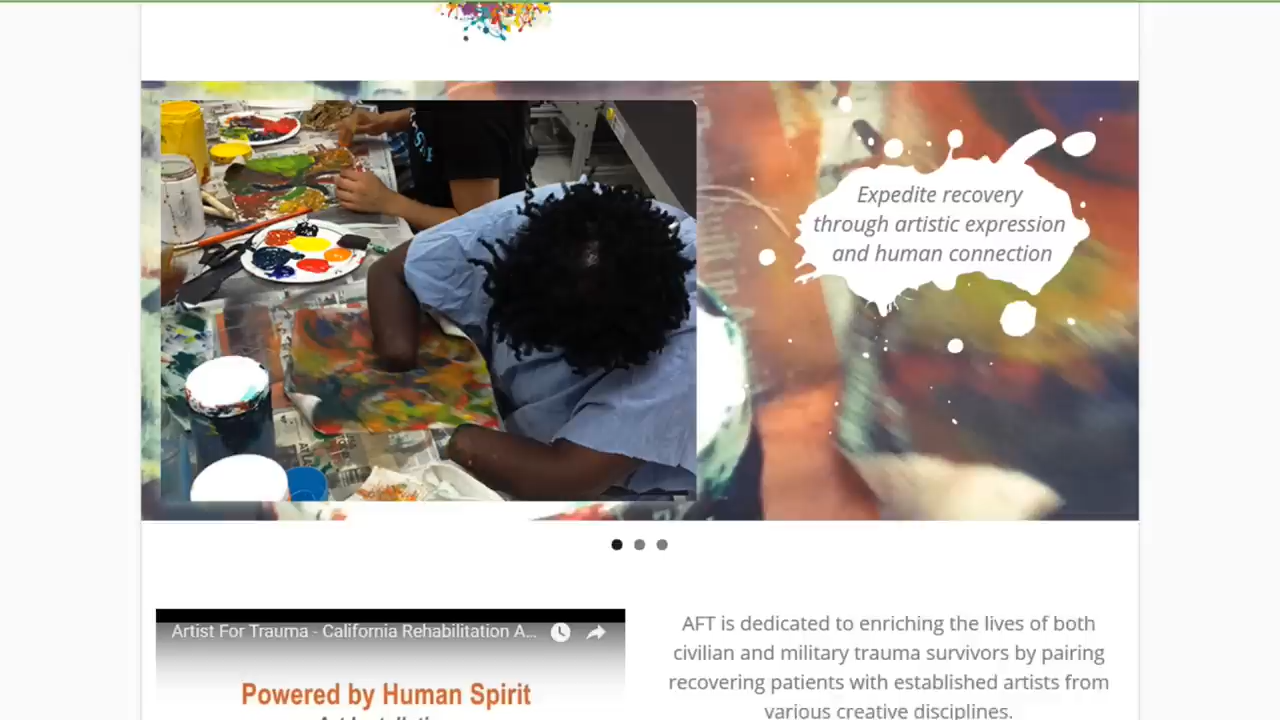 Expedite recovery
through artistic expression
and human connection
Artist For Trauma - California Rehabilitation A...
Powered by Human Spirit
AFT is dedicated to enriching the lives of both
civilian and military trauma survivors by pairing
recovering patients with established artists from
various creative disciplines.